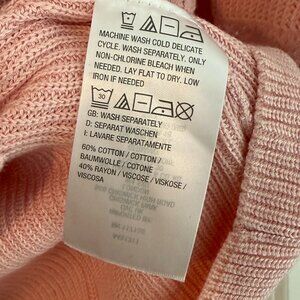 MACHINE WASH COLD DELICATE
CYCLE. WASH SEPARATELY. ONLY
NON-CHLORINE BLEACH WHEN
NEEDED. LAY FLAT TO DRY. LOW
IRON IF NEEDED
30
GB: WASH SEPARATELY
D: SEPARAT WASCHEN
I: LAVARE SEPARATAMENTE
60% COTTON /
BAUMWOLLE / COTONE
40% RAYON / VISCOSE / VISKOSE /
VISCOSA